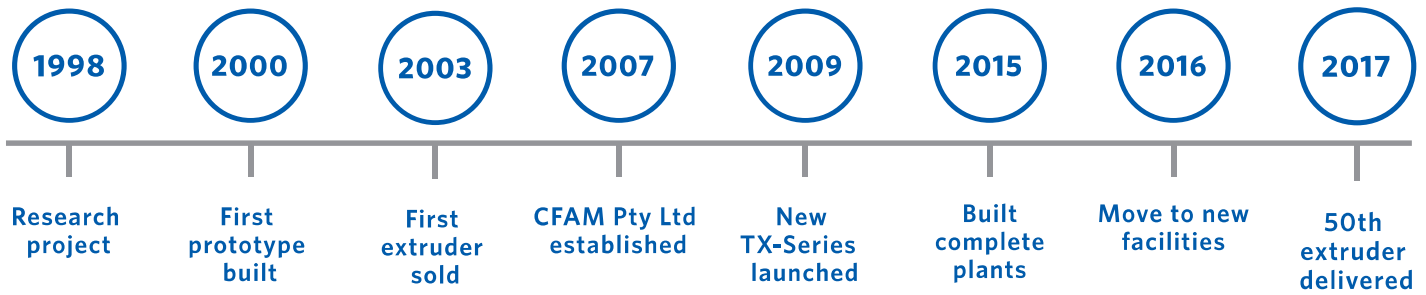 1998
Research
project
2000
First
prototype
built
2003
First
extruder
sold
2007
CFAM Pty Ltd
established
2009
New
TX-Series
launched
2015
Built
complete
plants
2016
Move to new
facilities
2017
50th
extruder
delivered